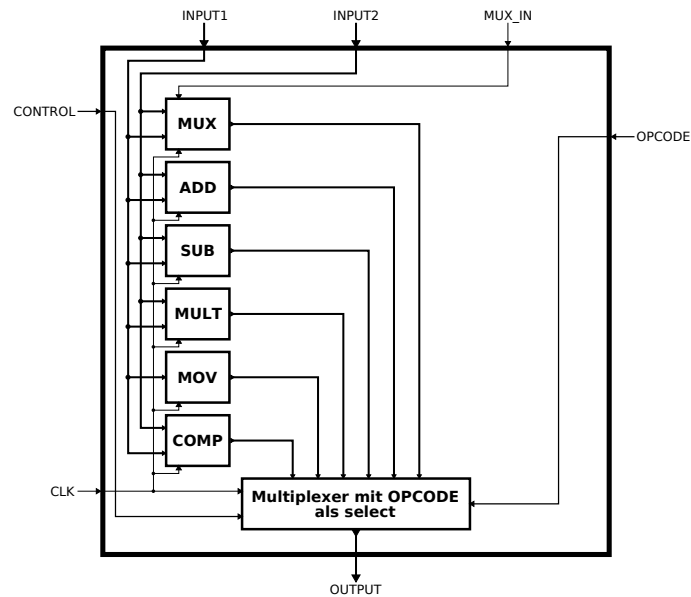 INPUT1
INPUT2
MUX_IN
CONTROL
OPCODE
MUX
ADD
SUB
MULT
MOV
COMP
CLK
Multiplexer mit OPCODE
als select
OUTPUT